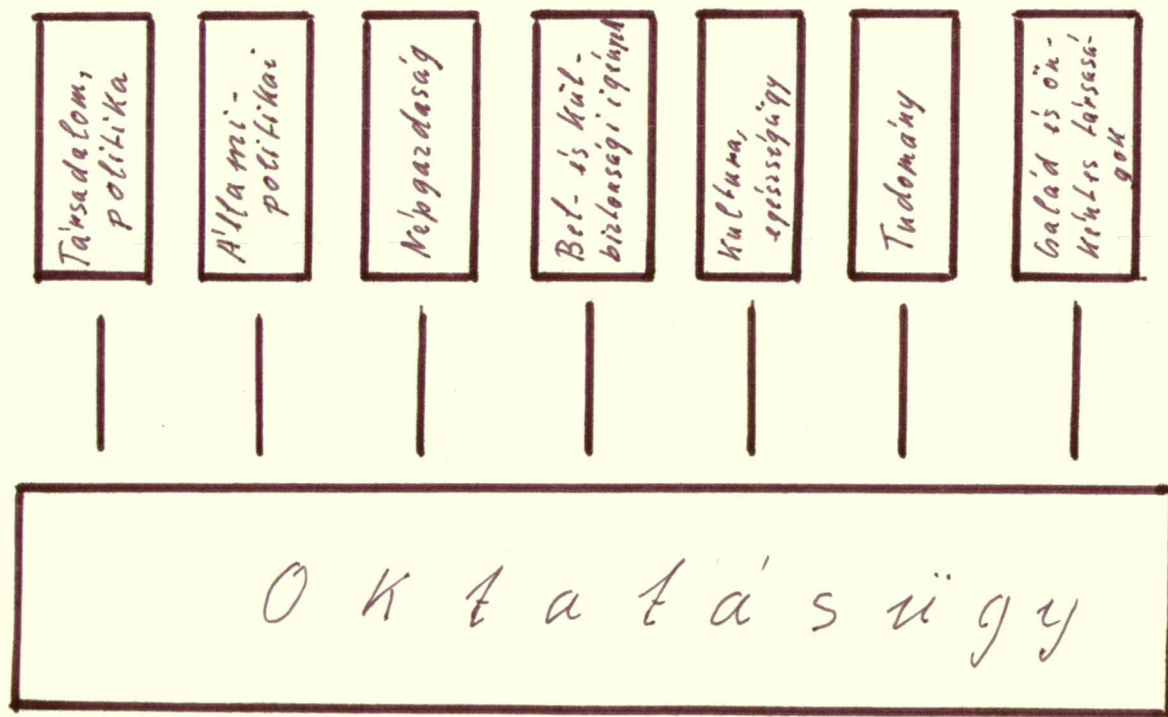 Társadalom,
politika
Állami-
politikai
Népgazdaság
Bel- és kül-
biztonsági igények
Kultura,
egészségügy
Tudomány
Család és ön-
kéntes társasá-
gok
Oktatásügy